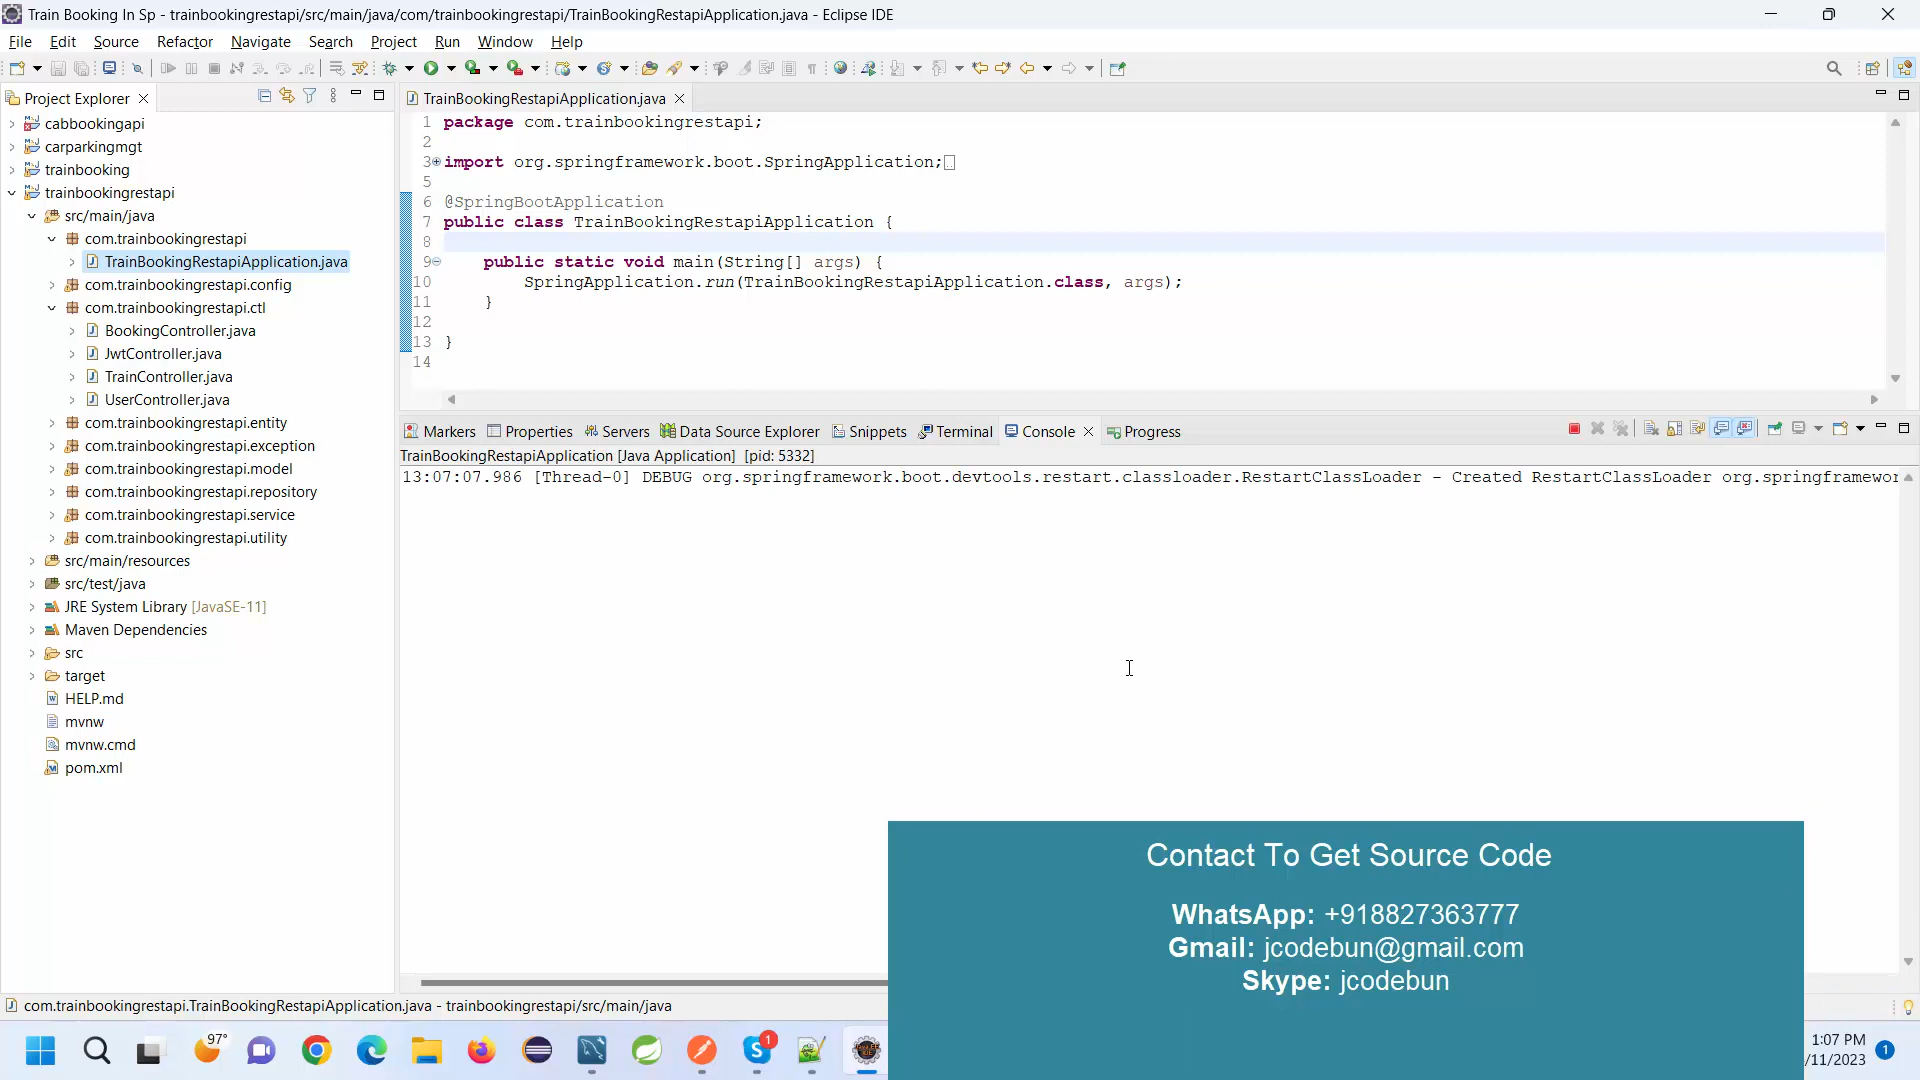 Train Booking In Sp - trainbookingrestapi/src/main/java/com/trainbookingrestapi/TrainBookingRestapiApplication.java - Eclipse IDE
File Edit Source Refactor Navigate Search Project Run Window Help
Project Explorer
cabbookingapi
carparkingmgt
trainbooking
trainbookingrestapi
src/main/java
com.trainbookingrestapi
TrainBookingRestapiApplication.java
com.trainbookingrestapi.config
com.trainbookingrestapi.ctl
BookingController.java
JwtController.java
TrainController.java
UserController.java
com.trainbookingrestapi.entity
com.trainbookingrestapi.exception
com.trainbookingrestapi.model
com.trainbookingrestapi.repository
com.trainbookingrestapi.service
com.trainbookingrestapi.utility
src/main/resources
src/test/java
JRE System Library [JavaSE-11]
Maven Dependencies
src
target
HELP.md
mvnw
mvnw.cmd
pom.xml
TrainBookingRestapiApplication.java
1 package com.trainbookingrestapi;
2
3 import org.springframework.boot.SpringApplication;
5
6 @SpringBootApplication
7 public class TrainBookingRestapiApplication {
8
9 public static void main(String[] args) {
10 SpringApplication.run(TrainBookingRestapiApplication.class, args);
11 }
12
13 }
14
Markers Properties Servers Data Source Explorer Snippets Terminal Console Progress
TrainBookingRestapiApplication [Java Application] [pid: 5332]
13:07:07.986 [Thread-0] DEBUG org.springframework.boot.devtools.restart.classloader.RestartClassLoader - Created RestartClassLoader org.springframewor
Contact To Get Source Code
WhatsApp: +918827363777
Gmail: jcodebun@gmail.com
Skype: jcodebun
com.trainbookingrestapi.TrainBookingRestapiApplication.java - trainbookingrestapi/src/main/java
97°
1
1:07 PM
/11/2023
1